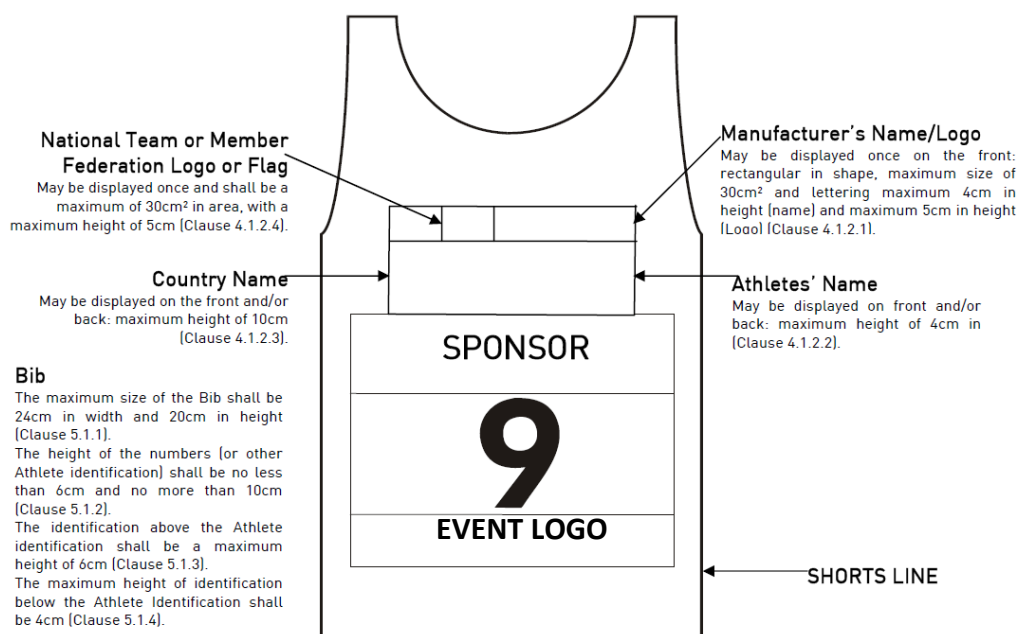 National Team or Member
Federation Logo or Flag
May be displayed once and shall be a
maximum of 30cm² in area, with a
maximum height of 5cm (Clause 4.1.2.4).
Manufacturer's Name/Logo
May be displayed once on the front:
rectangular in shape, maximum size of
30cm² and lettering maximum 4cm in
height (name) and maximum 5cm in height
(Logo) (Clause 4.1.2.1).
Country Name
May be displayed on the front and/or
back: maximum height of 10cm
(Clause 4.1.2.3).
Athletes' Name
May be displayed on front and/or
back: maximum height of 4cm in
(Clause 4.1.2.2).
Bib
The maximum size of the Bib shall be
24cm in width and 20cm in height
(Clause 5.1.1).
The height of the numbers (or other
Athlete identification) shall be no less
than 6cm and no more than 10cm
(Clause 5.1.2).
The identification above the Athlete
identification shall be a maximum
height of 6cm (Clause 5.1.3).
The maximum height of identification
below the Athlete Identification shall
be 4cm (Clause 5.1.4).
SPONSOR
9
EVENT LOGO
SHORTS LINE